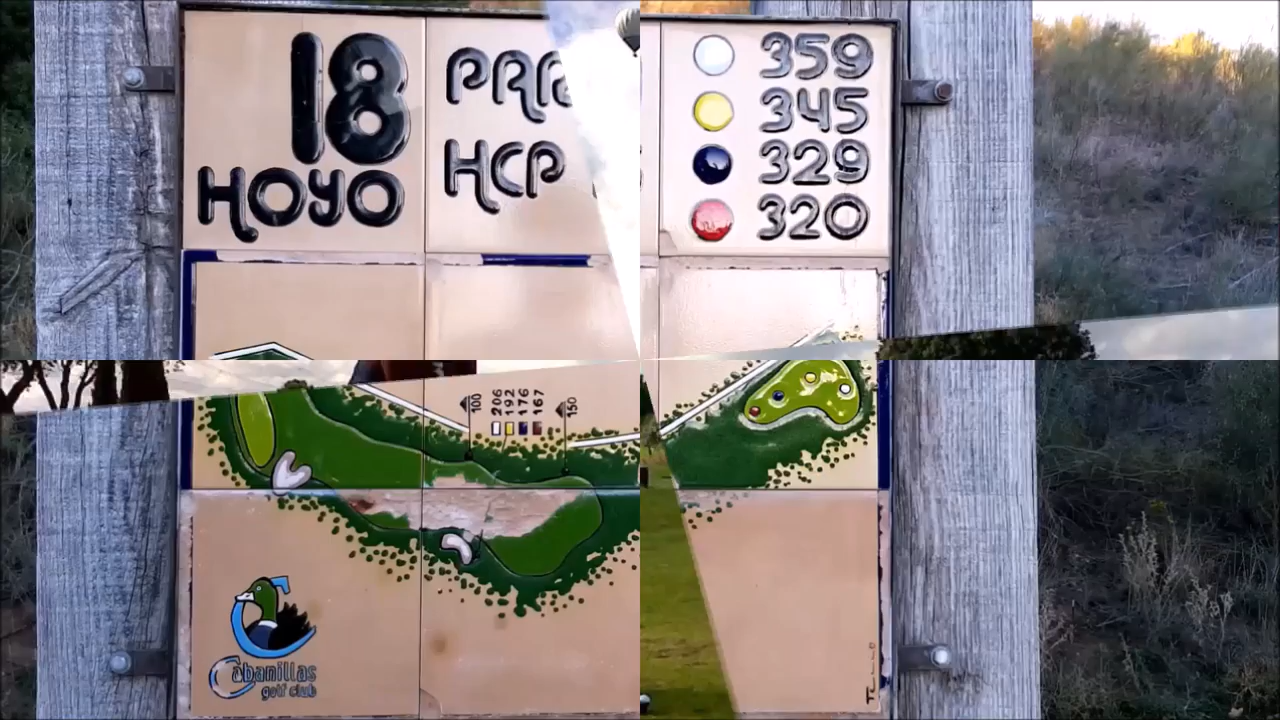 18
HOYO
HCP
359
345
329
320
100
206
192
176
167
150
Cabanillas
golf club